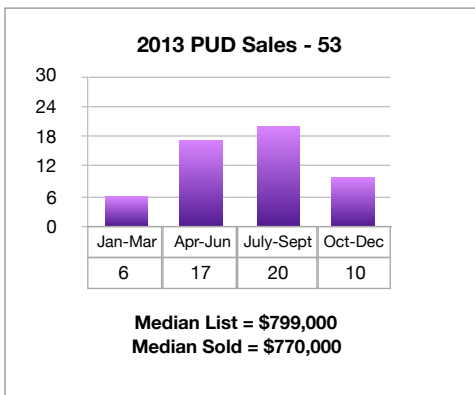 2013 PUD Sales - 53
30
24
18
12
6
0
Jan-Mar Apr-Jun July-Sept Oct-Dec
6 17 20 10
Median List = $799,000
Median Sold = $770,000